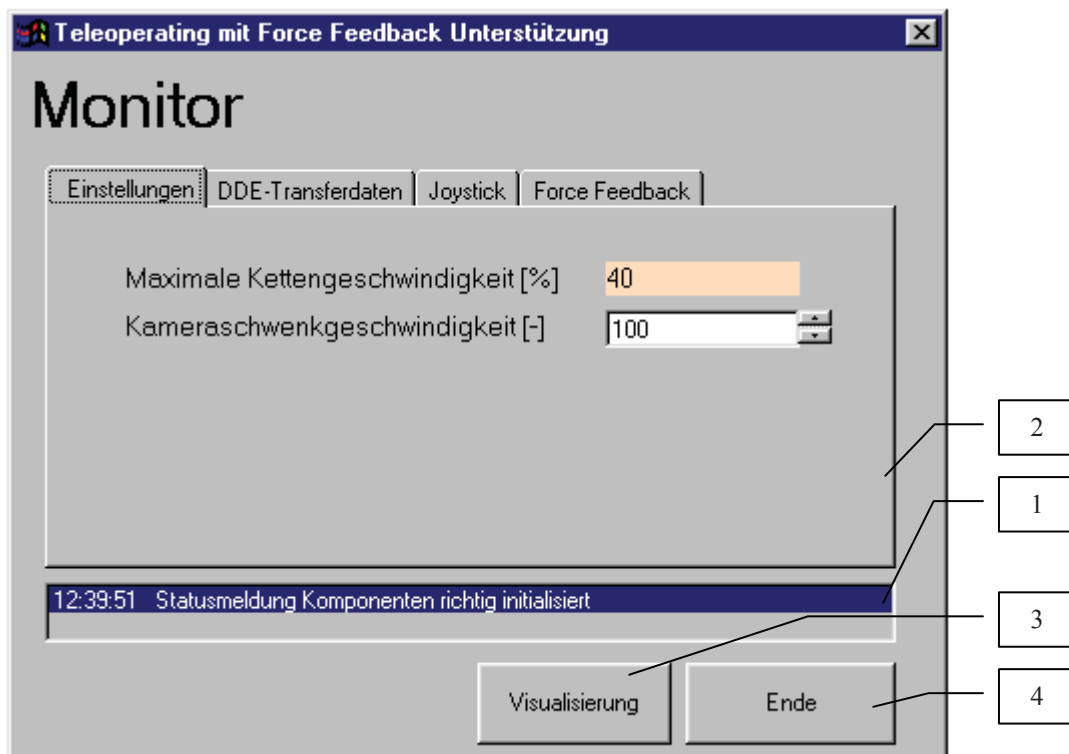 Teleoperating mit Force Feedback Unterstützung
Monitor
Einstellungen DDE-Transferdaten Joystick Force Feedback
Maximale Kettengeschwindigkeit [%] 40
Kameraschwenkgeschwindigkeit [-] 100
2
1
12:39:51 Statusmeldung Komponenten richtig initialisiert
3
Visualisierung Ende
4